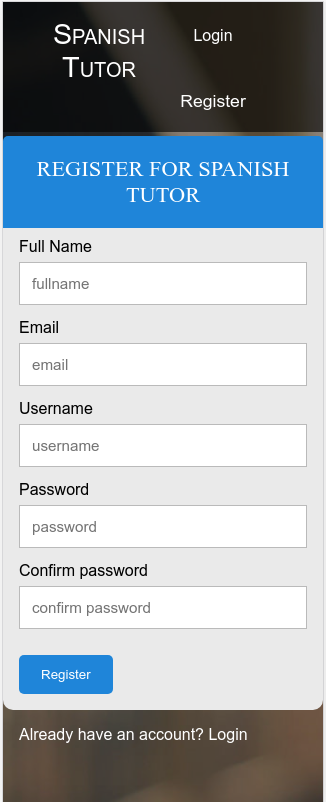 Spanish
Tutor
Login
Register
REGISTER FOR SPANISH
TUTOR
Full Name
fullname
Email
email
Username
username
Password
password
Confirm password
confirm password
Register
Already have an account? Login